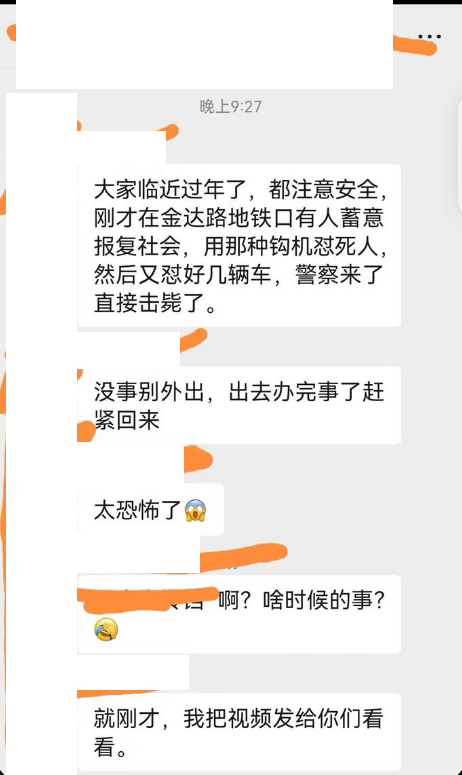 晚上9:27
大家临近过年了，都注意安全，
刚才在金达路地铁口有人蓄意
报复社会，用那种钩机怼死人，
然后又怼好几辆车，警察来了
直接击毙了。
没事别外出，出去办完事了赶
紧回来
太恐怖了😱
啊？啥时候的事？
😂
就刚才，我把视频发给你们看
看。